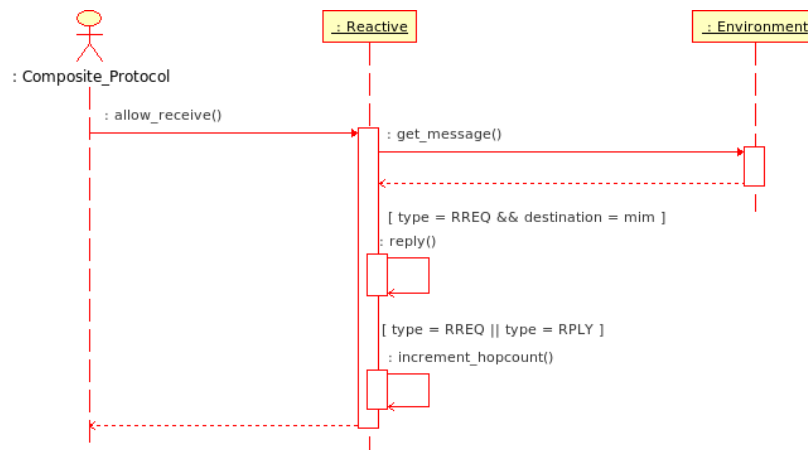 : Reactive
: Environment
: Composite_Protocol
: allow_receive()
: get_message()
[ type = RREQ && destination = mim ]
: reply()
[ type = RREQ || type = RPLY ]
: increment_hopcount()